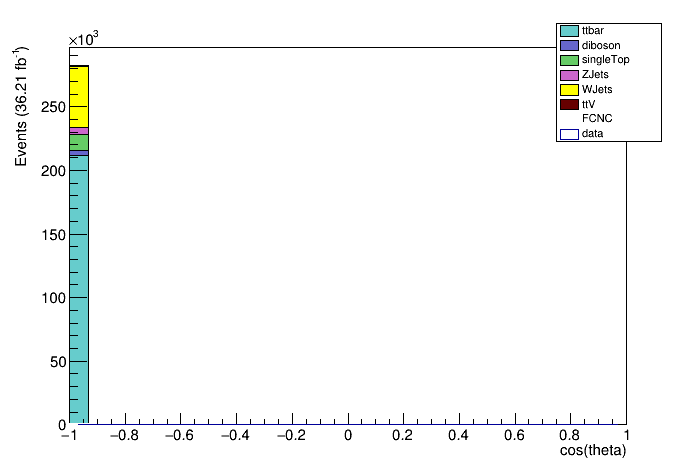 ×10³
Events (36.21 fb⁻¹)
250
200
150
100
50
0
−1 −0.8 −0.6 −0.4 −0.2 0 0.2 0.4 0.6 0.8 1
cos(theta)
ttbar
diboson
singleTop
ZJets
WJets
ttV
FCNC
data